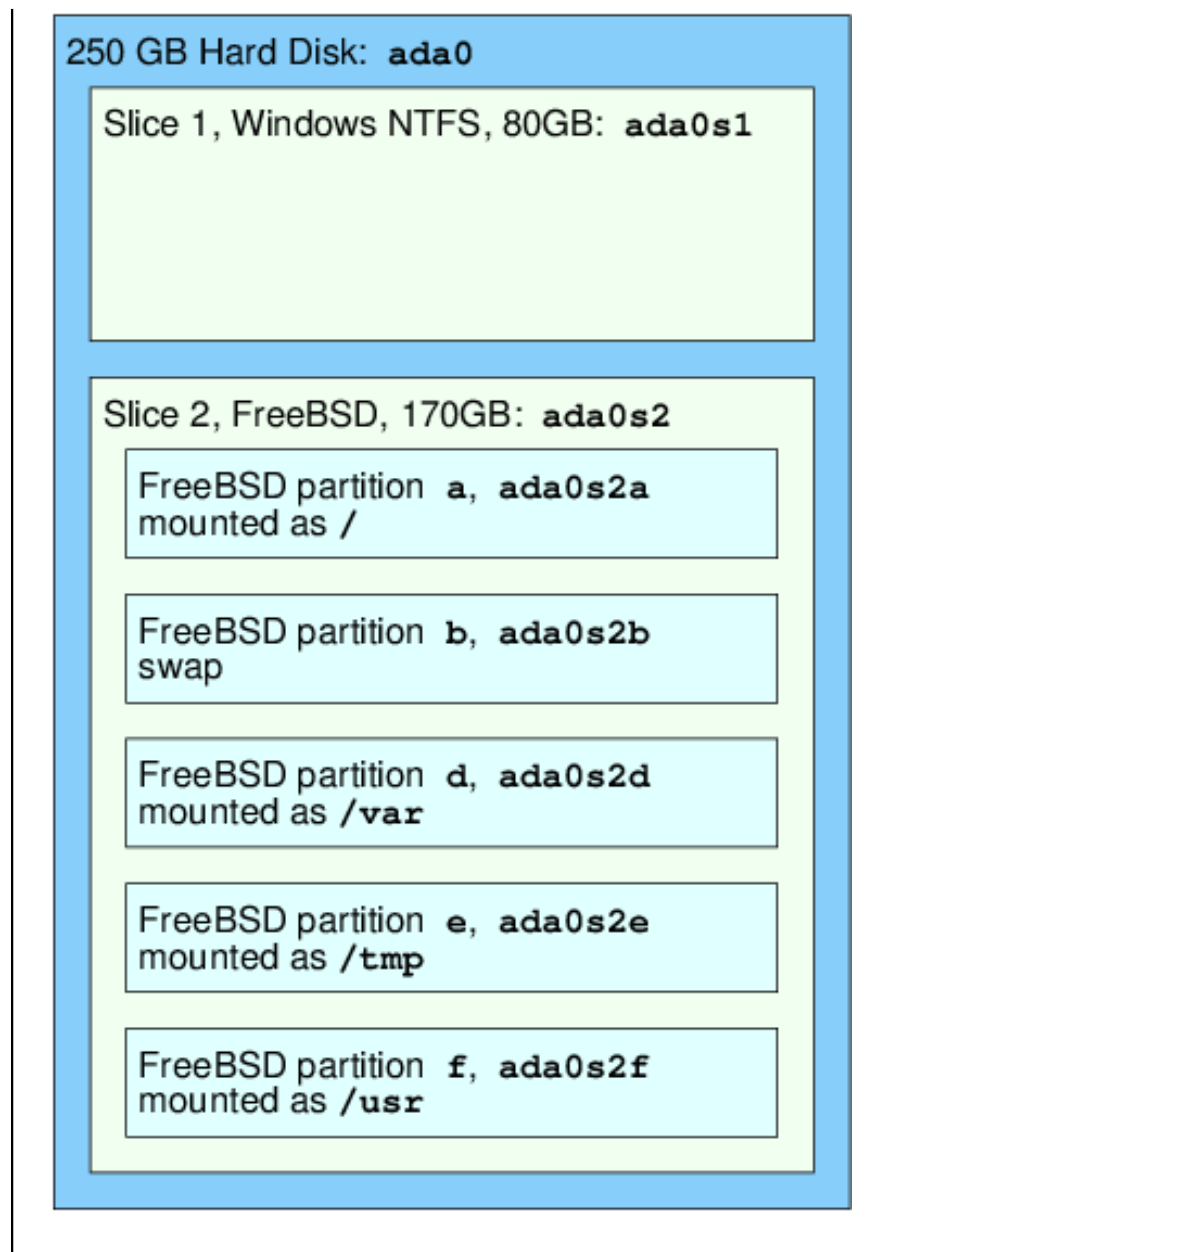 250 GB Hard Disk: ada0
Slice 1, Windows NTFS, 80GB: ada0s1
Slice 2, FreeBSD, 170GB: ada0s2
FreeBSD partition a, ada0s2a
mounted as /
FreeBSD partition b, ada0s2b
swap
FreeBSD partition d, ada0s2d
mounted as /var
FreeBSD partition e, ada0s2e
mounted as /tmp
FreeBSD partition f, ada0s2f
mounted as /usr